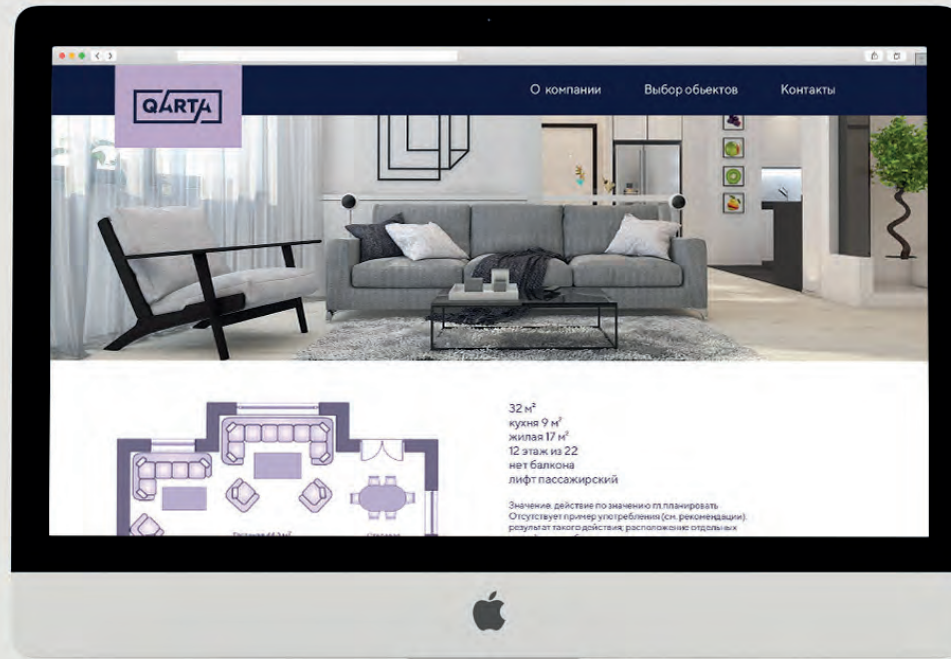 QARTA
О компании
Выбор обьектов
Контакты
32 м²
кухня 9 м²
жилая 17 м²
12 этаж из 22
нет балкона
лифт пассажирский
Значение, действие по значению гл. планировать
Отсутствует пример употребления (см. рекомендации).
результат такого действия; расположение отдельных